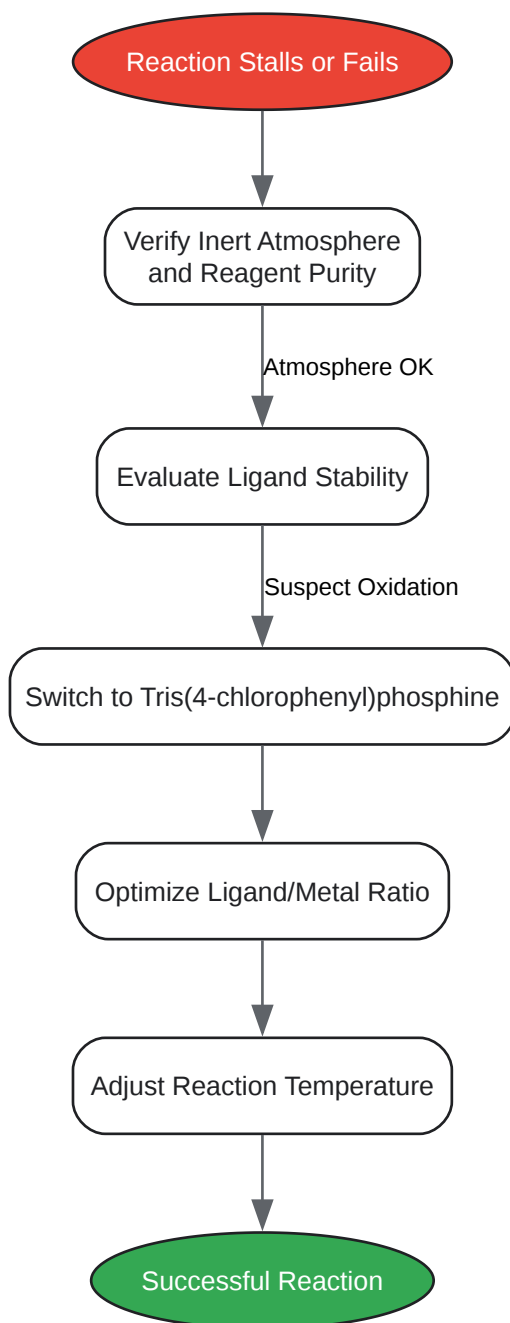 Reaction Stalls or Fails
Verify Inert Atmosphere
and Reagent Purity
Atmosphere OK
Evaluate Ligand Stability
Suspect Oxidation
Switch to Tris(4-chlorophenyl)phosphine
Optimize Ligand/Metal Ratio
Adjust Reaction Temperature
Successful Reaction